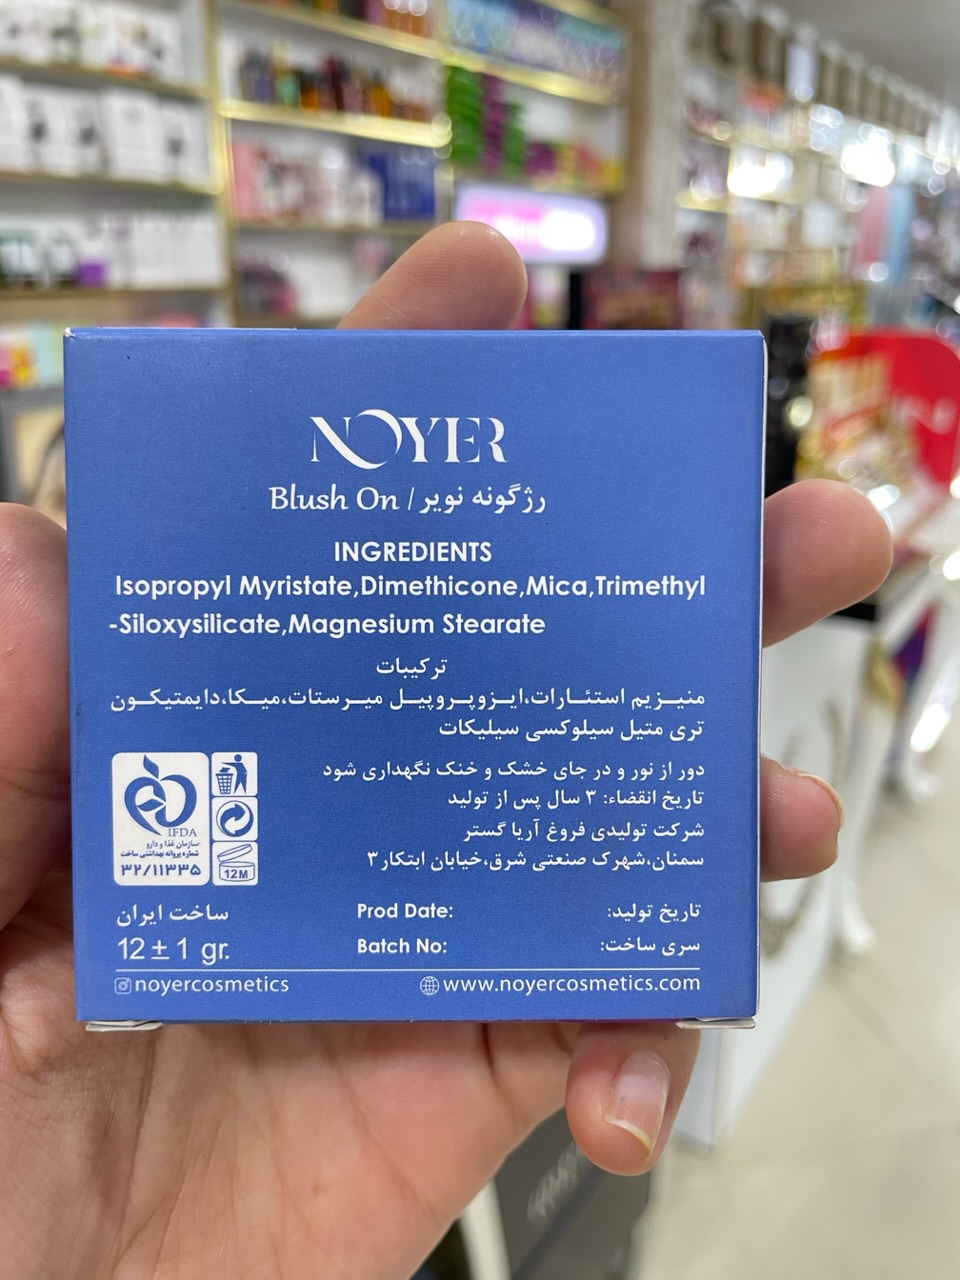 NOYER
Blush On / رژگونه نویر
INGREDIENTS
Isopropyl Myristate,Dimethicone,Mica,Trimethyl
-Siloxysilicate,Magnesium Stearate
ترکیبات
منیزیم استئارات،ایزوپروپیل میرستات،میکا،دایمتیکون
تری متیل سیلوکسی سیلیکات
دور از نور و در جای خشک و خنک نگهداری شود
تاریخ انقضاء: ۳ سال پس از تولید
شرکت تولیدی فروغ آریا گستر
سمنان،شهرک صنعتی شرق،خیابان ابتکار۳
IFDA
سازمان غذا و دارو
شماره پروانه بهداشتی ساخت
۳۲/۱۱۳۳۵
12M
ساخت ایران
12 ± 1 gr.
Prod Date:
تاریخ تولید:
Batch No:
سری ساخت:
noyercosmetics
www.noyercosmetics.com